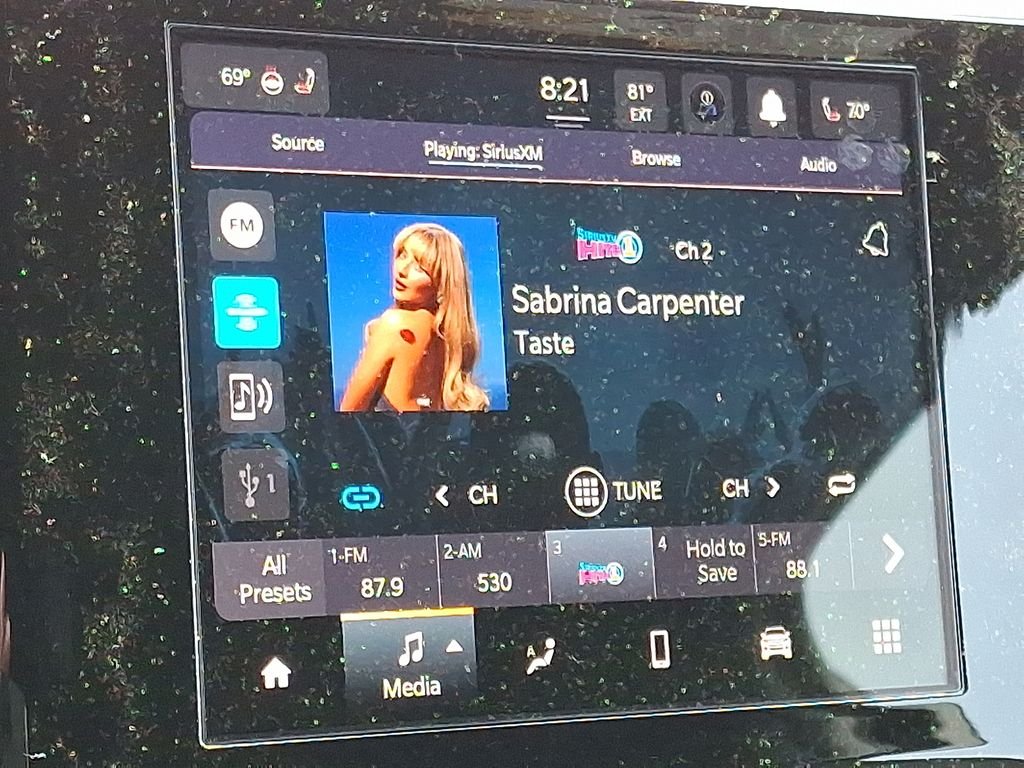 69° 8:21 81° EXT 70°
Source Playing: SiriusXM Browse Audio
FM
SiriusXM Hits 1 Ch 2
Sabrina Carpenter
Taste
1
CH TUNE CH
All Presets 1-FM 87.9 2-AM 530 3 4 Hold to Save 5-FM 88.1
A
Media